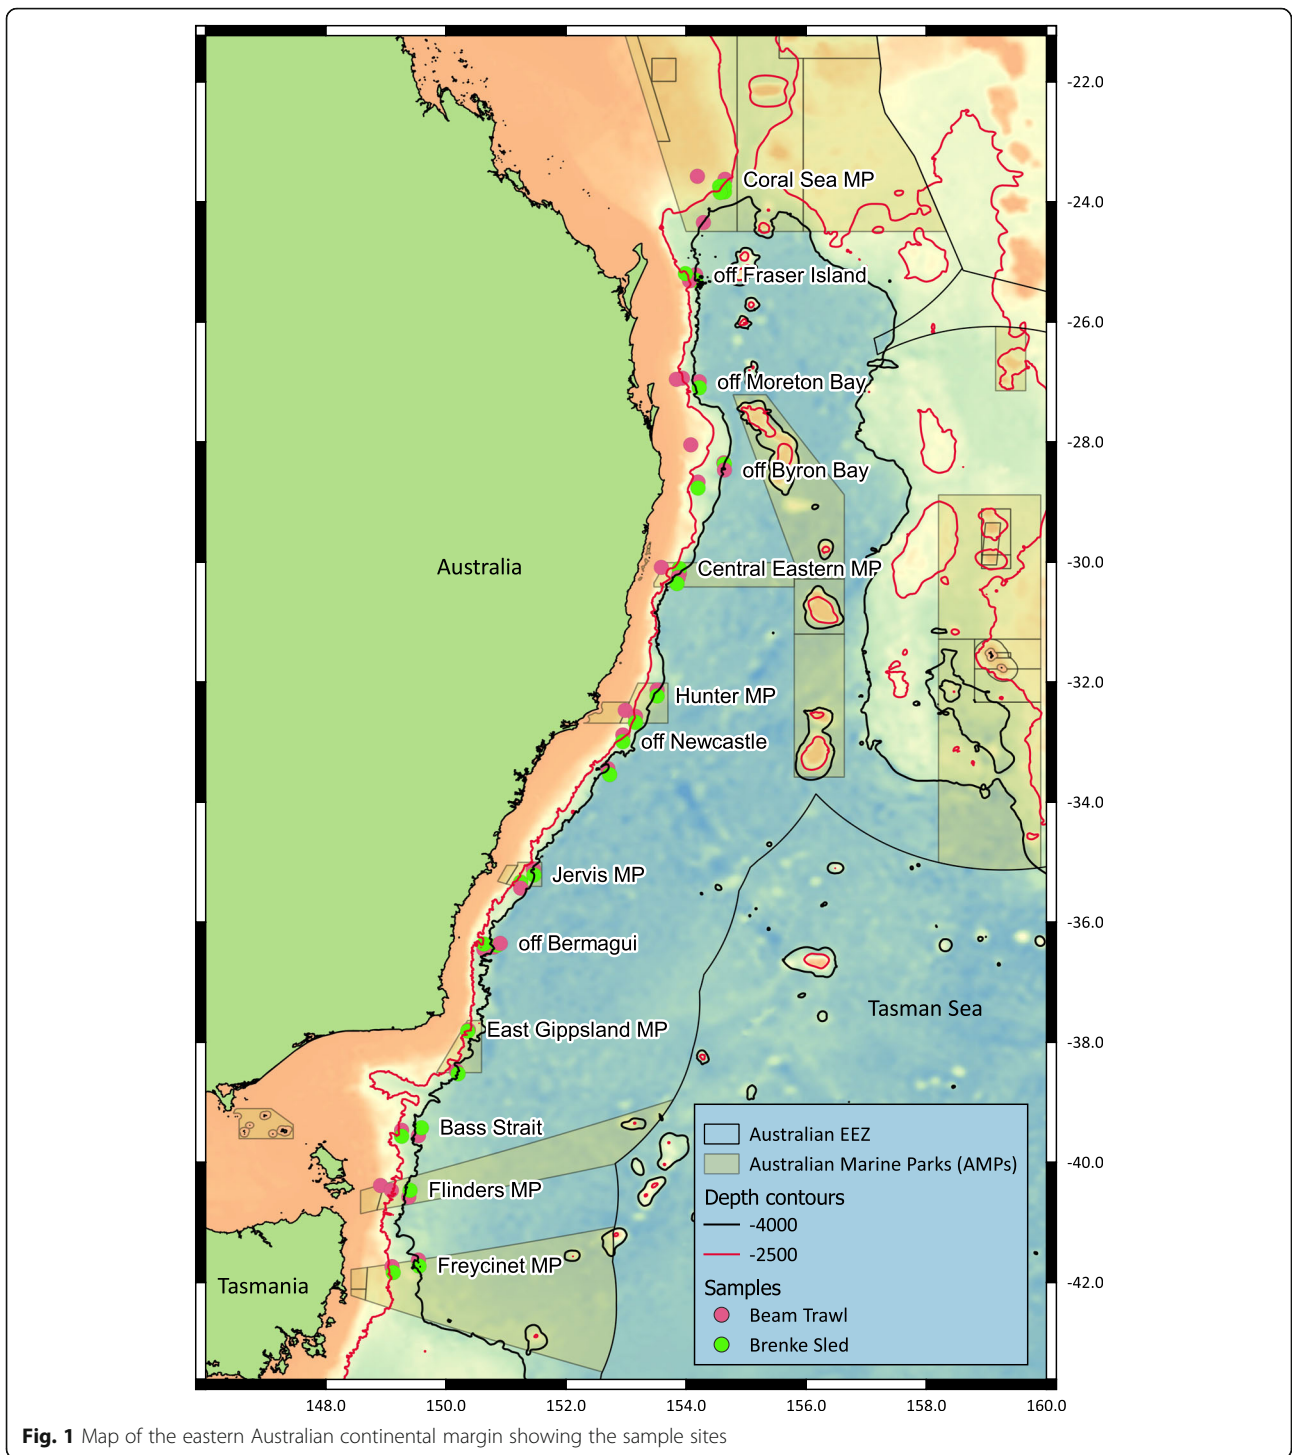 -22.0
Coral Sea MP
-24.0
off Fraser Island
-26.0
off Moreton Bay
-28.0
off Byron Bay
Australia
-30.0
Central Eastern MP
-32.0
Hunter MP
off Newcastle
-34.0
Jervis MP
-36.0
off Bermagui
Tasman Sea
East Gippsland MP
-38.0
Bass Strait
Australian EEZ
Australian Marine Parks (AMPs)
-40.0
Flinders MP
Depth contours
-4000
-2500
Freycinet MP
Tasmania
-42.0
Samples
Beam Trawl
Brenke Sled
148.0 150.0 152.0 154.0 156.0 158.0 160.0
Fig. 1 Map of the eastern Australian continental margin showing the sample sites